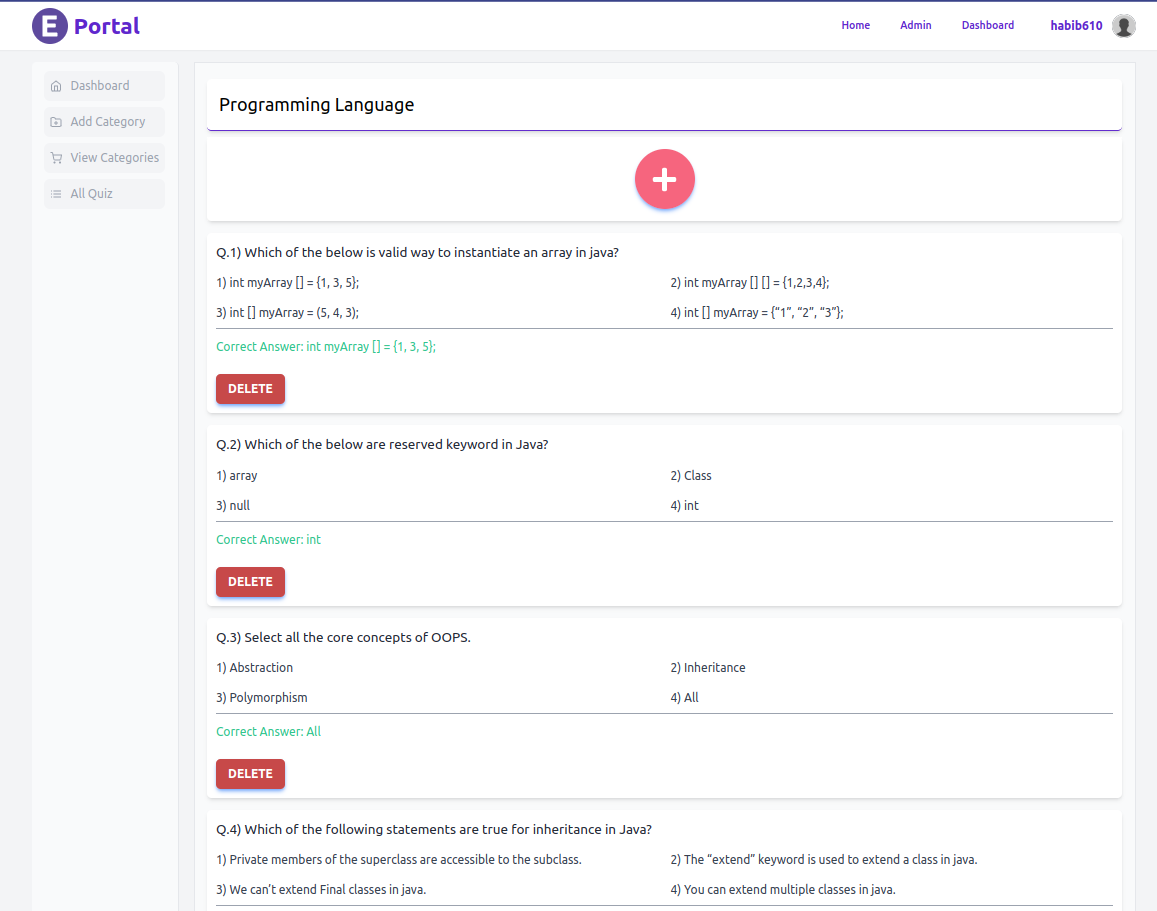 E Portal
Home Admin Dashboard habib610
Dashboard
Add Category
View Categories
All Quiz
Programming Language
Q.1) Which of the below is valid way to instantiate an array in java?
1) int myArray [] = {1, 3, 5};
2) int myArray [] [] = {1,2,3,4};
3) int [] myArray = (5, 4, 3);
4) int [] myArray = {“1”, “2”, “3”};
Correct Answer: int myArray [] = {1, 3, 5};
DELETE
Q.2) Which of the below are reserved keyword in Java?
1) array
2) Class
3) null
4) int
Correct Answer: int
DELETE
Q.3) Select all the core concepts of OOPS.
1) Abstraction
2) Inheritance
3) Polymorphism
4) All
Correct Answer: All
DELETE
Q.4) Which of the following statements are true for inheritance in Java?
1) Private members of the superclass are accessible to the subclass.
2) The “extend” keyword is used to extend a class in java.
3) We can’t extend Final classes in java.
4) You can extend multiple classes in java.